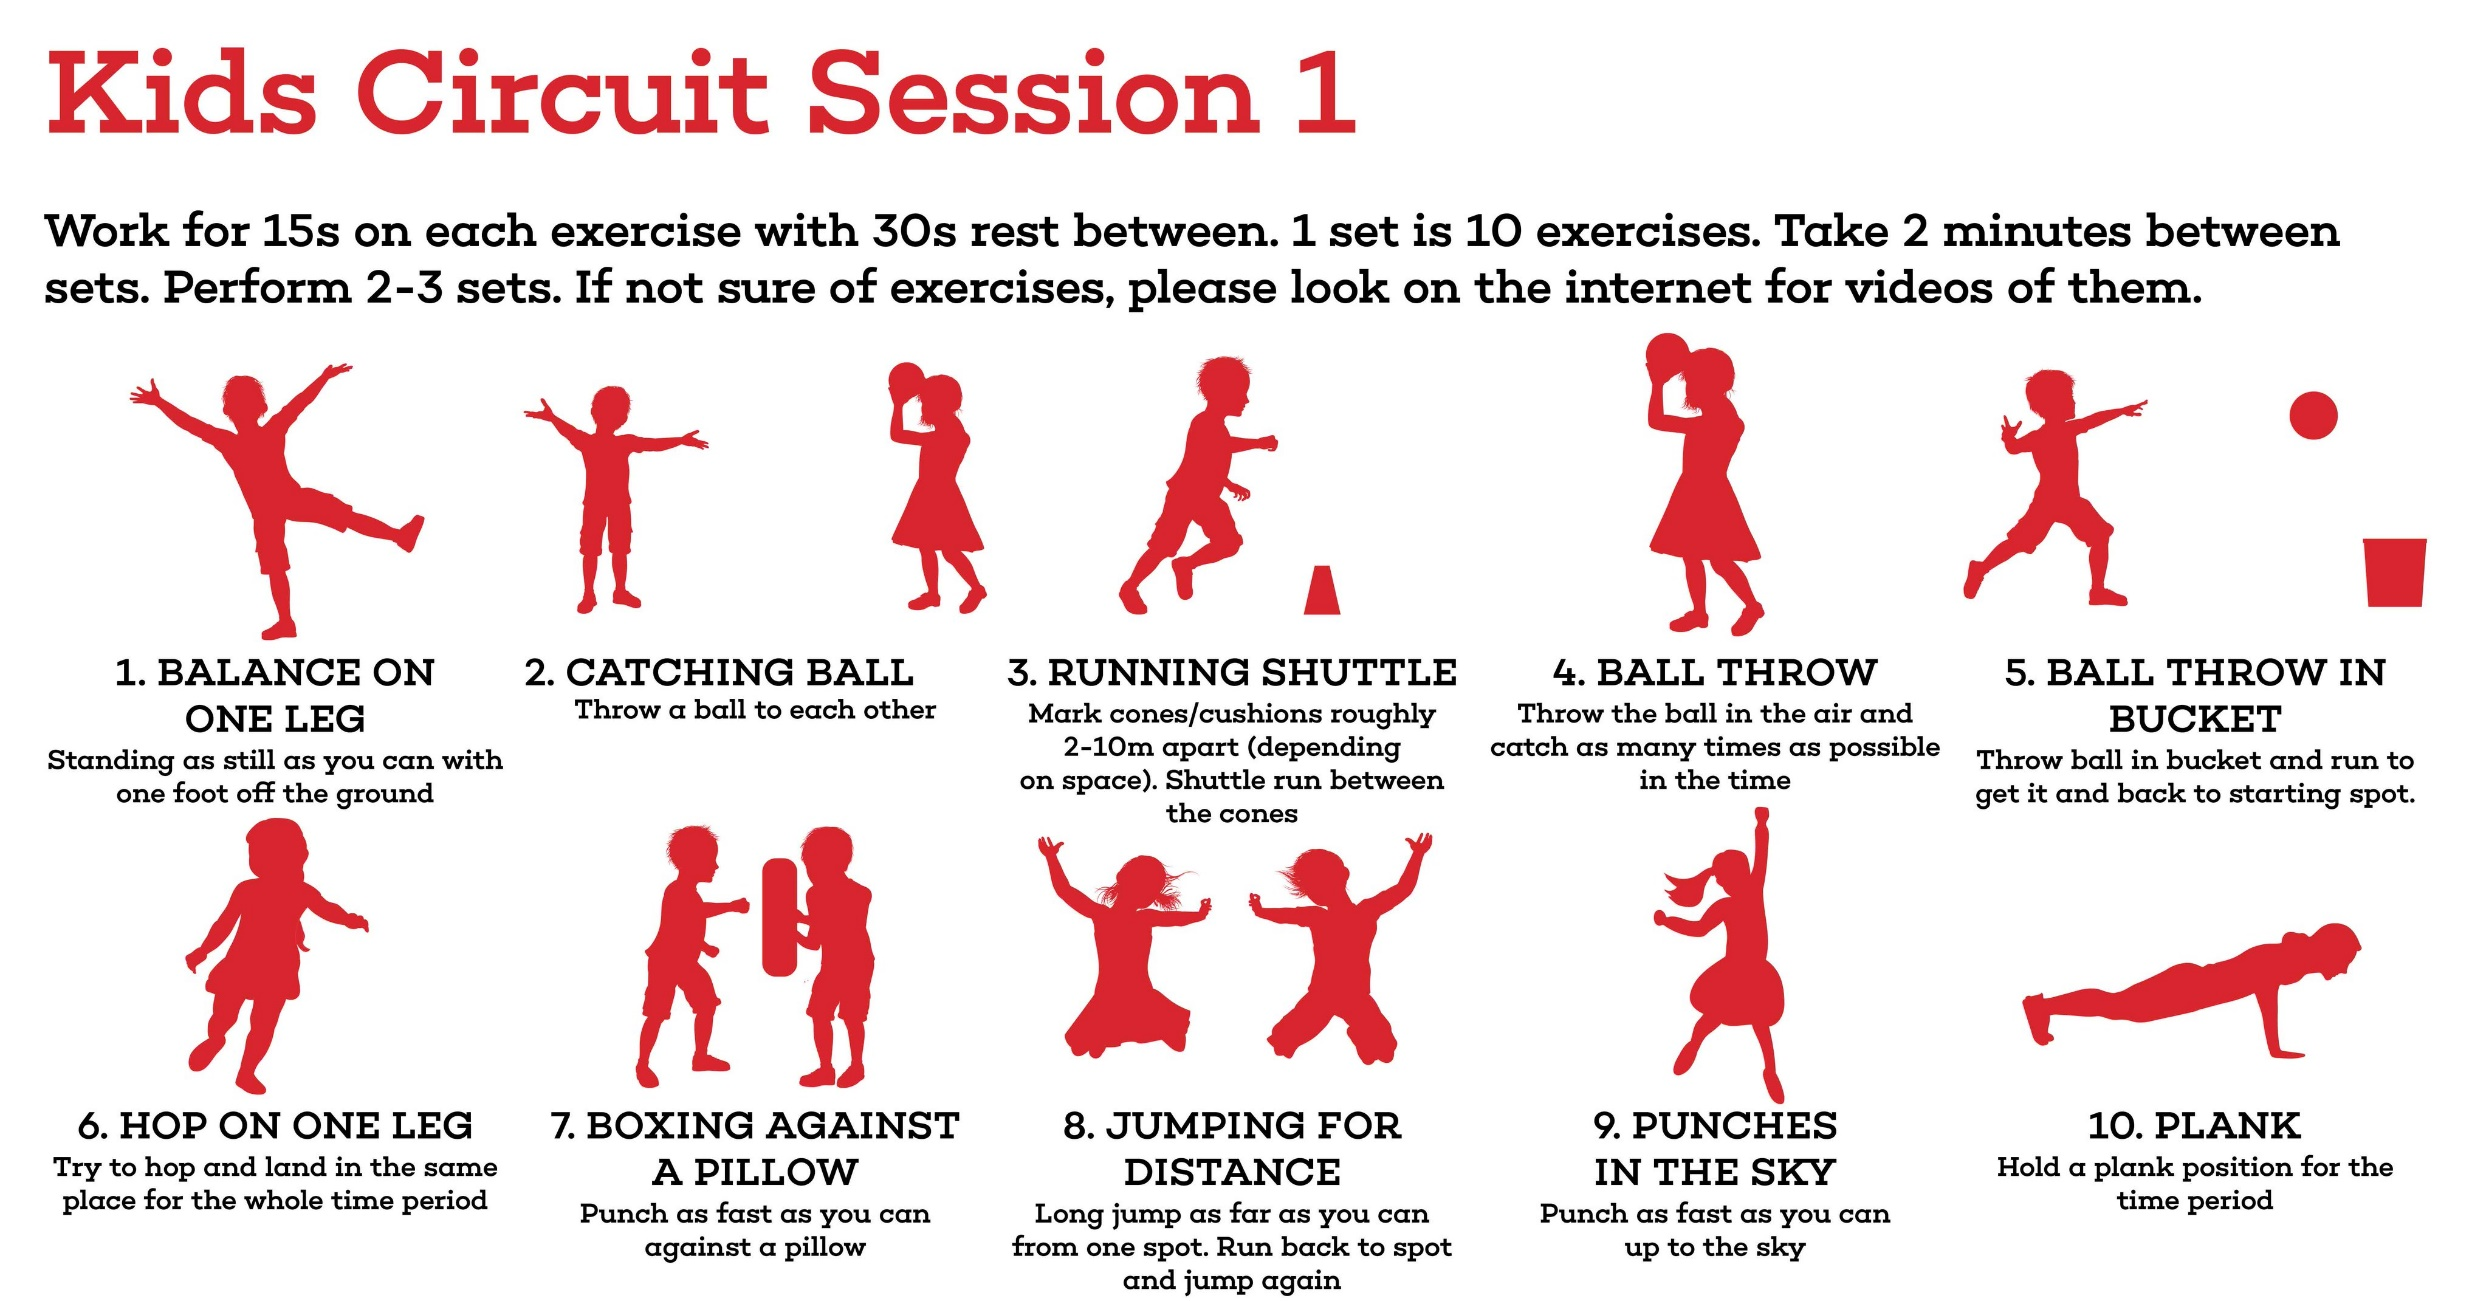 Kids Circuit Session 1
Work for 15s on each exercise with 30s rest between. 1 set is 10 exercises. Take 2 minutes between
sets. Perform 2-3 sets. If not sure of exercises, please look on the internet for videos of them.
1. BALANCE ON
ONE LEG
Standing as still as you can with
one foot off the ground
2. CATCHING BALL
Throw a ball to each other
3. RUNNING SHUTTLE
Mark cones/cushions roughly
2-10m apart (depending
on space). Shuttle run between
the cones
4. BALL THROW
Throw the ball in the air and
catch as many times as possible
in the time
5. BALL THROW IN
BUCKET
Throw ball in bucket and run to
get it and back to starting spot.
6. HOP ON ONE LEG
Try to hop and land in the same
place for the whole time period
7. BOXING AGAINST
A PILLOW
Punch as fast as you can
against a pillow
8. JUMPING FOR
DISTANCE
Long jump as far as you can
from one spot. Run back to spot
and jump again
9. PUNCHES
IN THE SKY
Punch as fast as you can
up to the sky
10. PLANK
Hold a plank position for the
time period